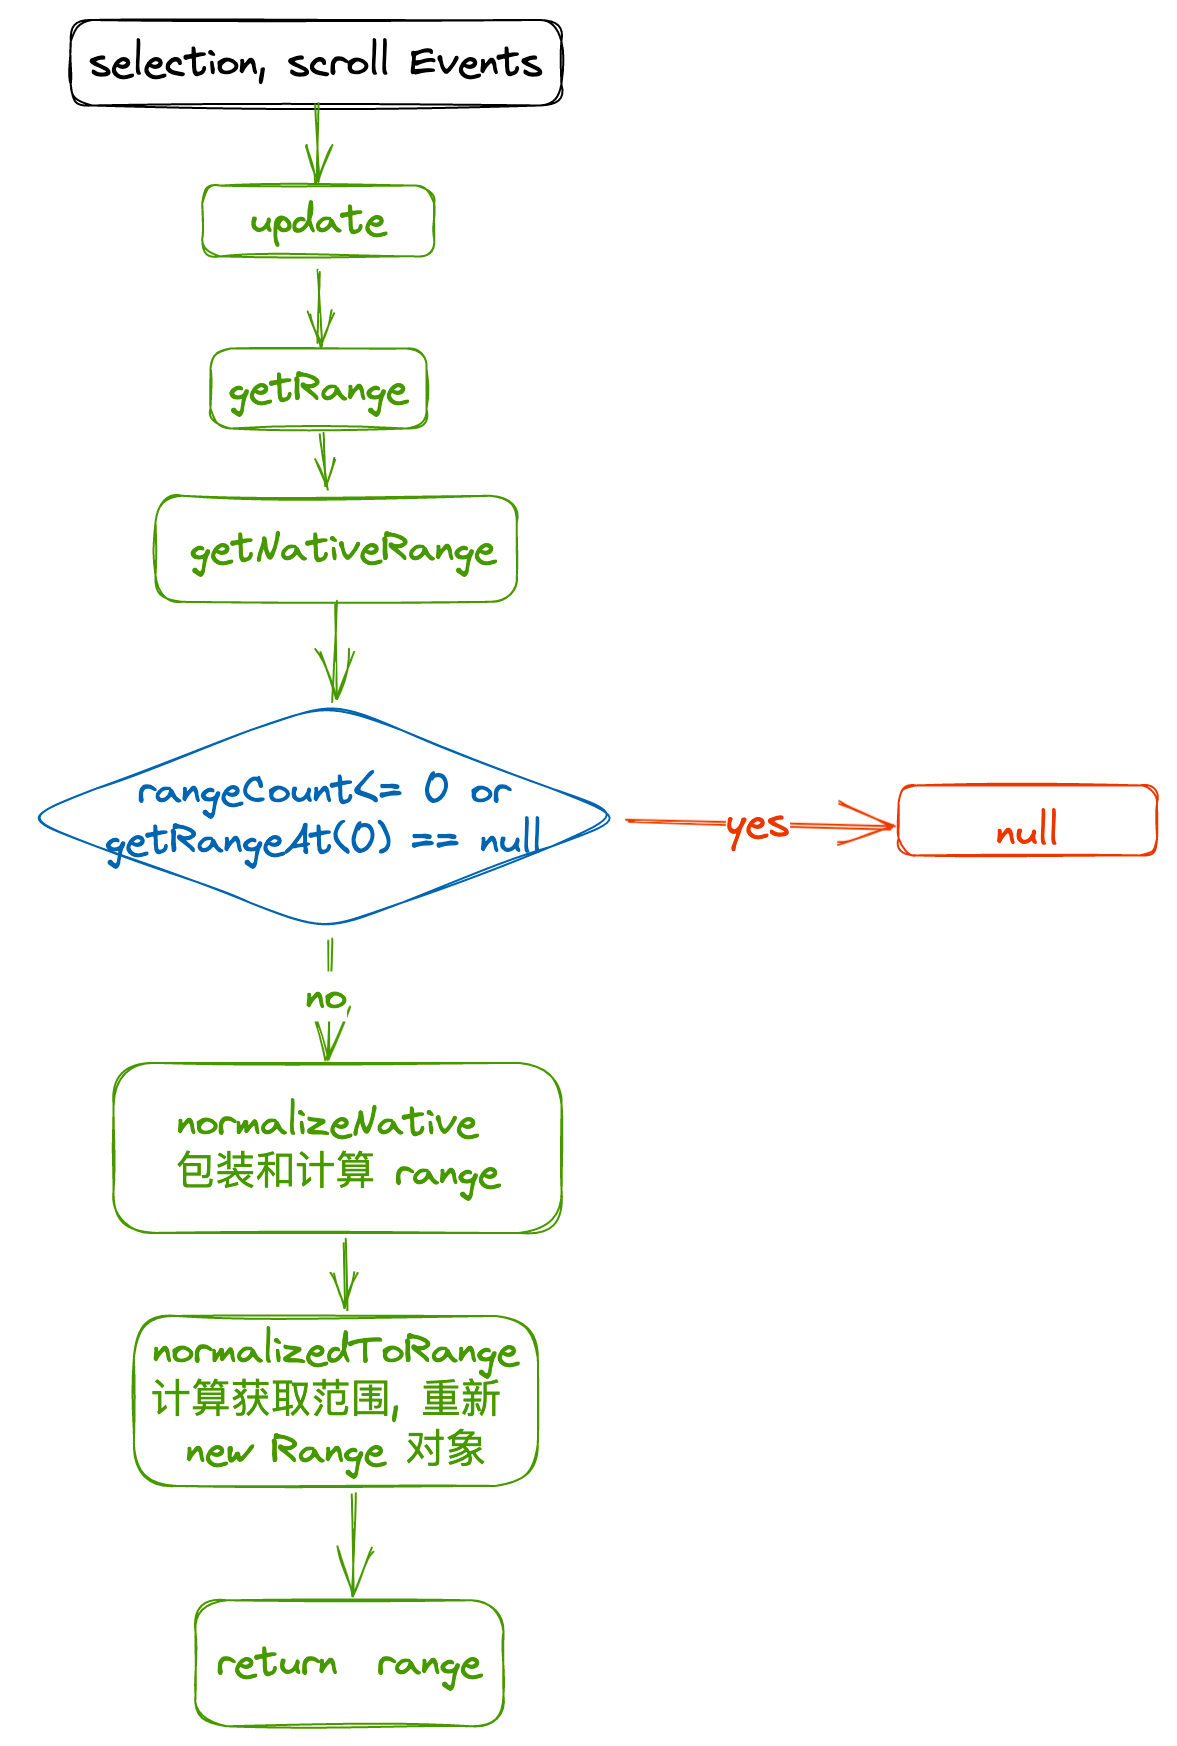 selection, scroll Events
update
getRange
getNativeRange
rangeCount<= 0 or
getRangeAt(0) == null
yes
null
no,
normalizeNative
包装和计算 range
normalizedToRange
计算获取范围, 重新
new Range 对象
return range